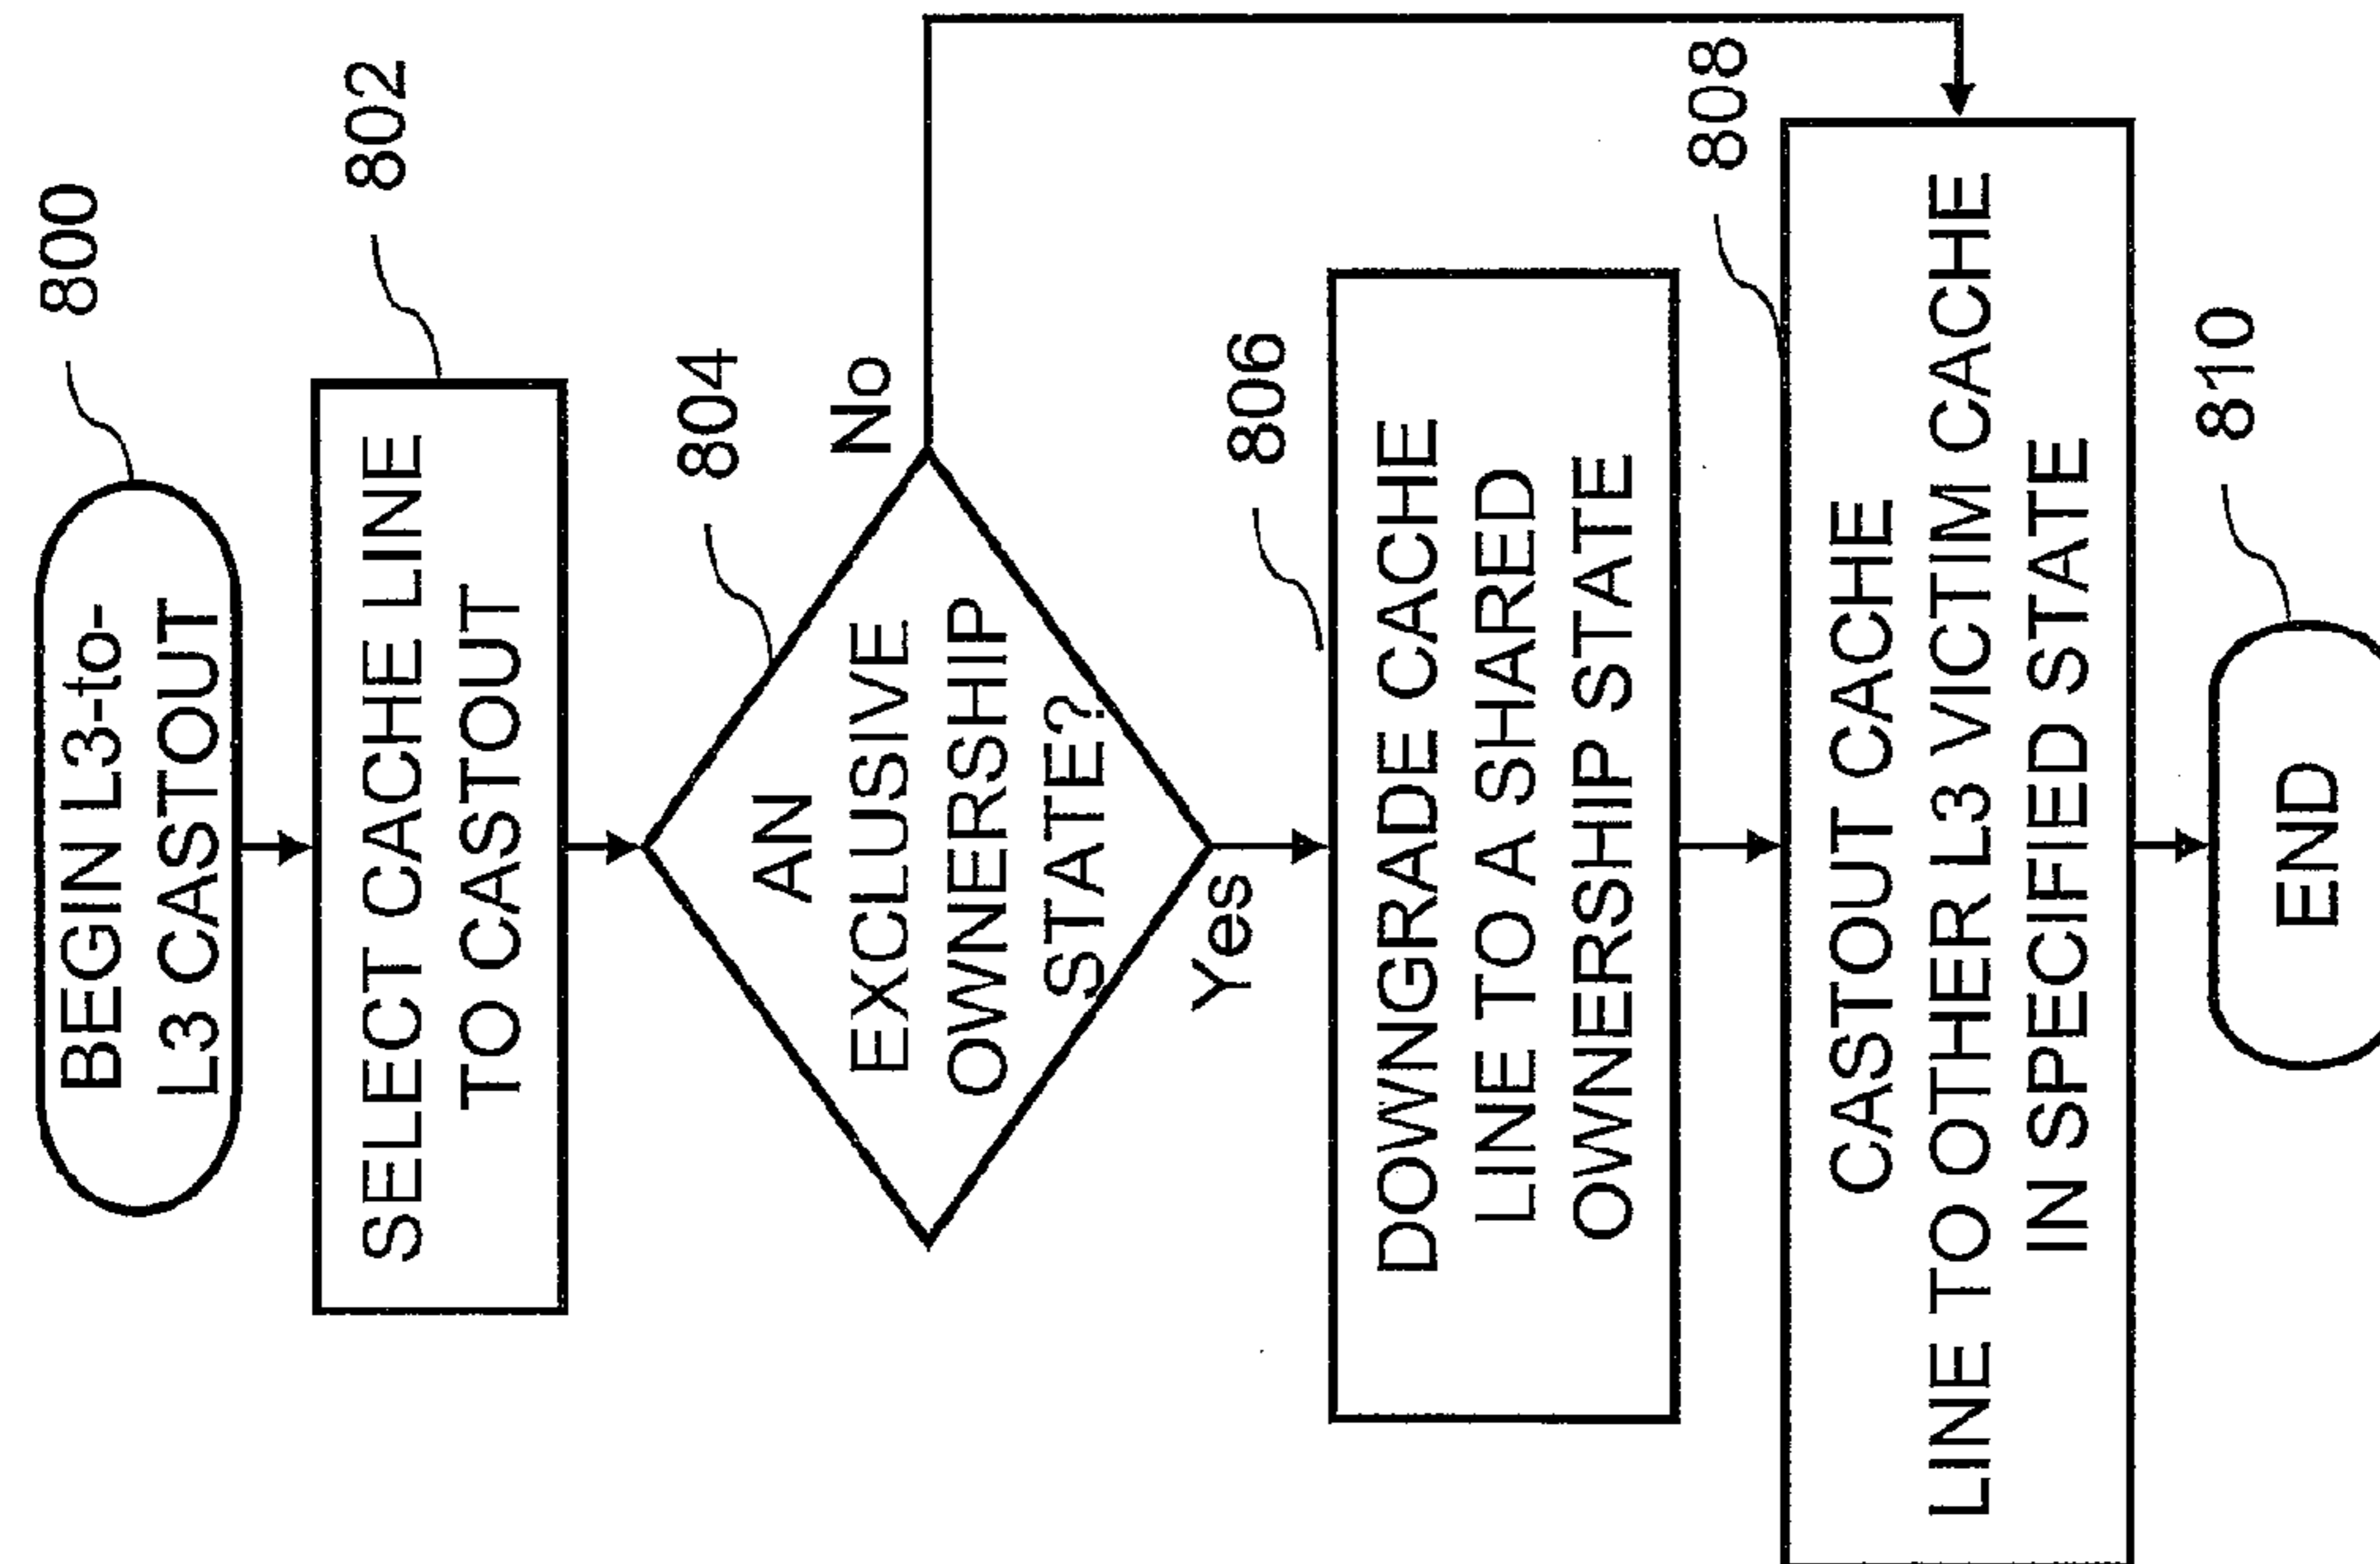 800
BEGIN L3-to-
L3 CASTOUT
802
SELECT CACHE LINE
TO CASTOUT
804
AN
EXCLUSIVE
OWNERSHIP
STATE?
No
Yes
806
DOWNGRADE CACHE
LINE TO A SHARED
OWNERSHIP STATE
808
CASTOUT CACHE
LINE TO OTHER L3 VICTIM CACHE
IN SPECIFIED STATE
810
END